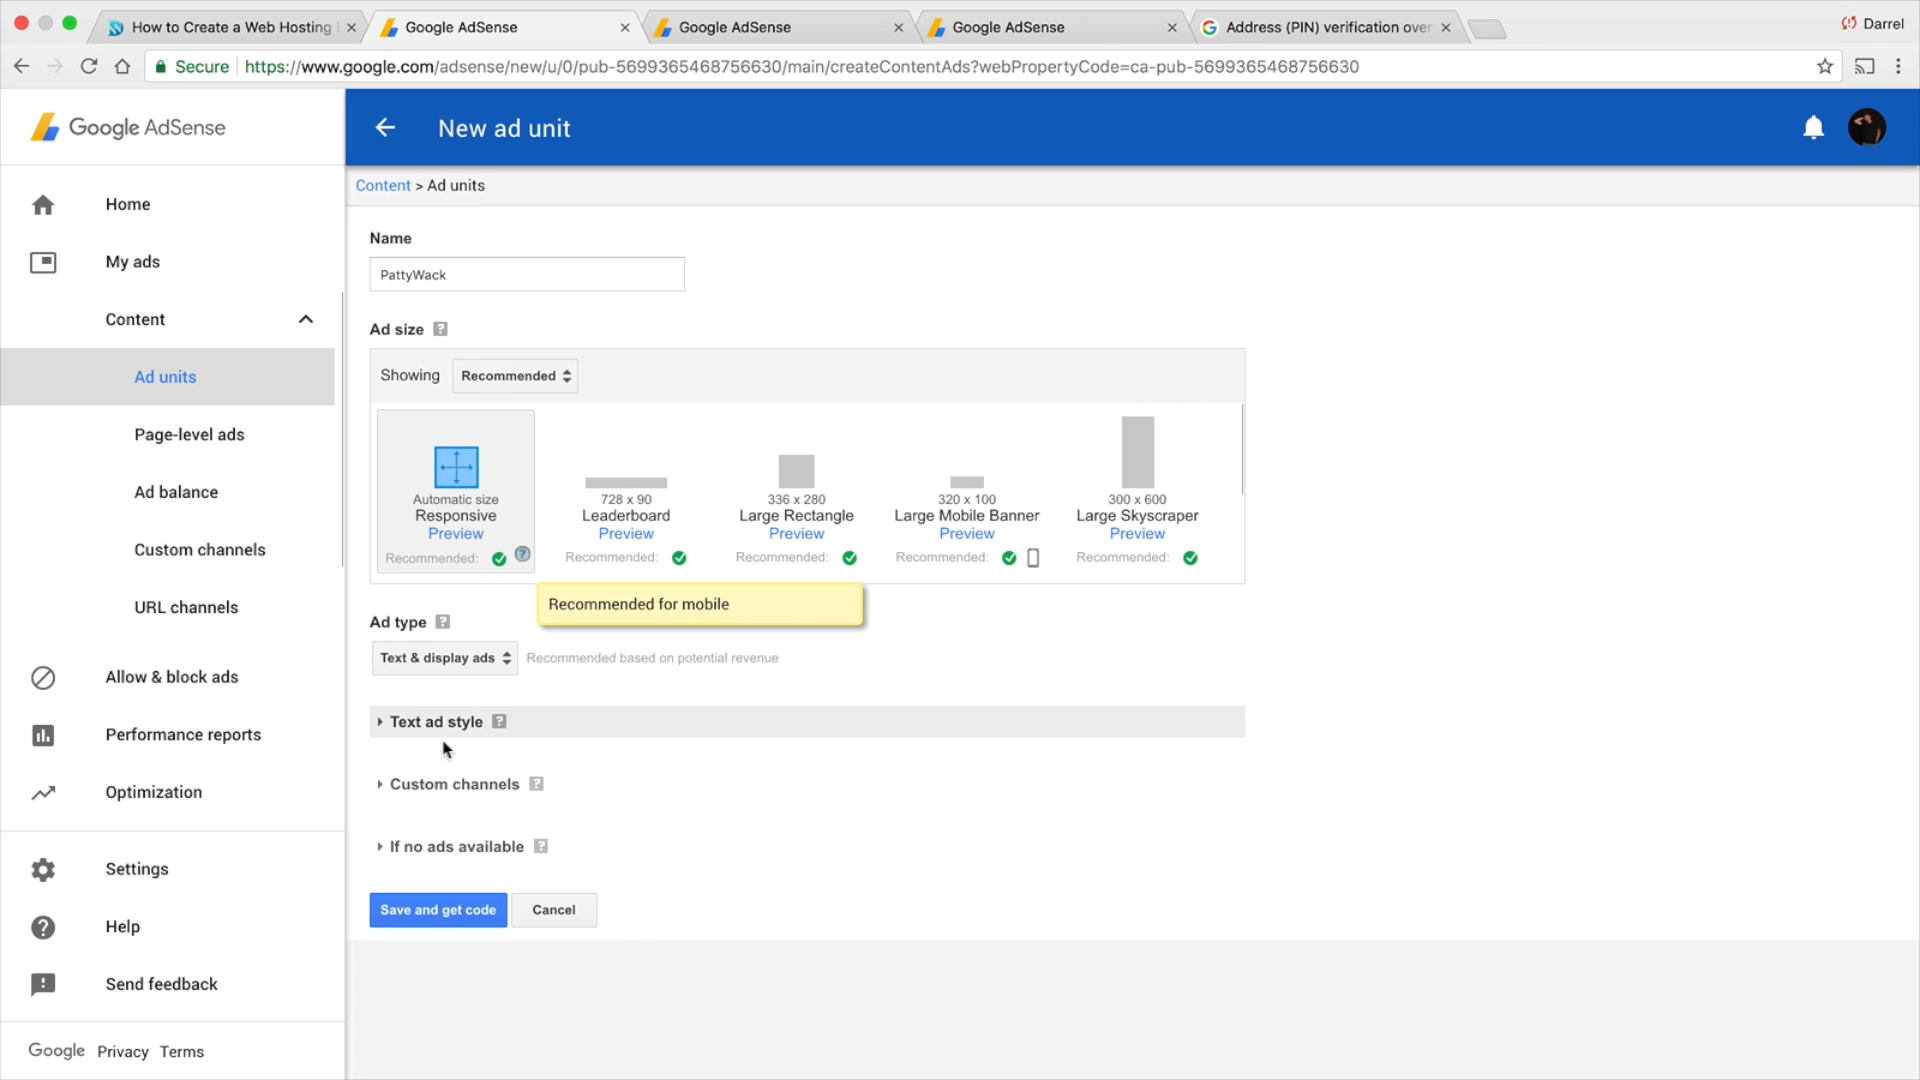 How to Create a Web Hosting
Google AdSense
Google AdSense
Google AdSense
Address (PIN) verification over
Darrel
Secure
https://www.google.com/adsense/new/u/0/pub-5699365468756630/main/createContentAds?webPropertyCode=ca-pub-5699365468756630
Google AdSense
New ad unit
Home
My ads
Content
Ad units
Page-level ads
Ad balance
Custom channels
URL channels
Allow & block ads
Performance reports
Optimization
Settings
Help
Send feedback
Google Privacy Terms
Content > Ad units
Name
PattyWack
Ad size ?
Showing Recommended
Automatic size
Responsive
Preview
Recommended: ?
728 x 90
Leaderboard
Preview
Recommended:
336 x 280
Large Rectangle
Preview
Recommended:
320 x 100
Large Mobile Banner
Preview
Recommended:
300 x 600
Large Skyscraper
Preview
Recommended:
Recommended for mobile
Ad type ?
Text & display ads Recommended based on potential revenue
Text ad style ?
Custom channels ?
If no ads available ?
Save and get code Cancel